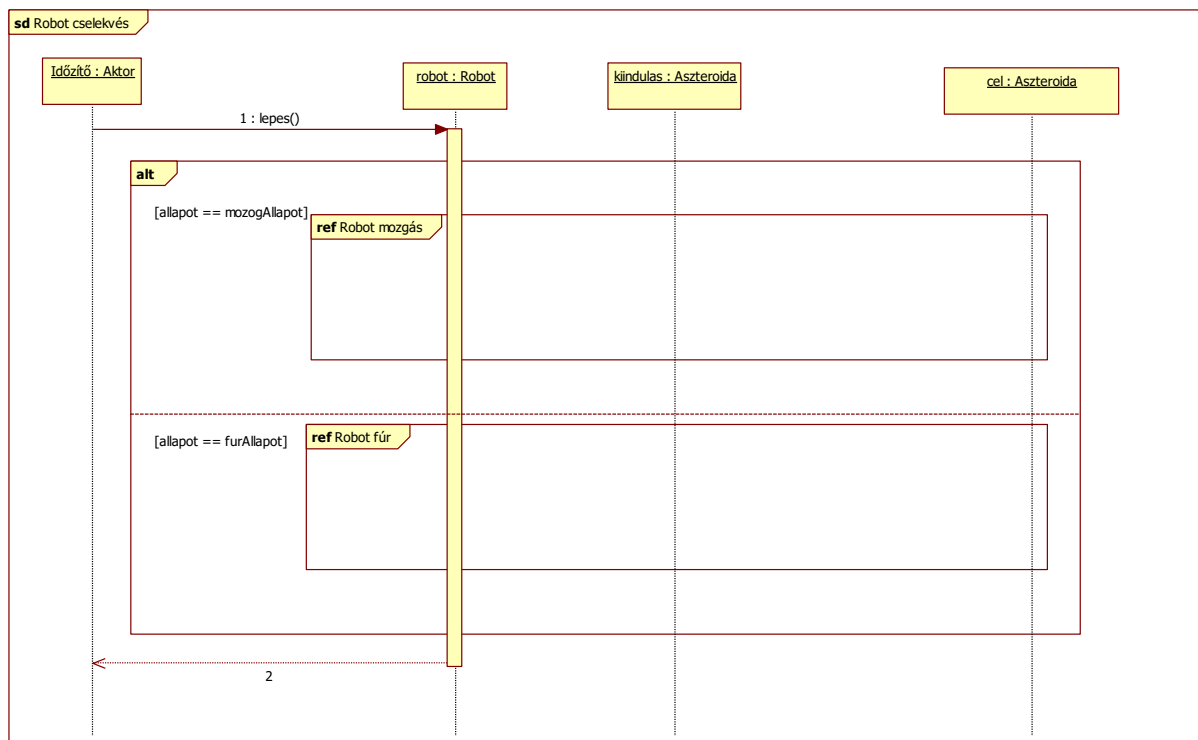 sd Robot cselekvés
Időzítő : Aktor
robot : Robot
kiindulas : Aszteroida
cel : Aszteroida
1 : lepes()
alt
[allapot == mozogAllapot]
ref Robot mozgás
[allapot == furAllapot]
ref Robot fúr
2